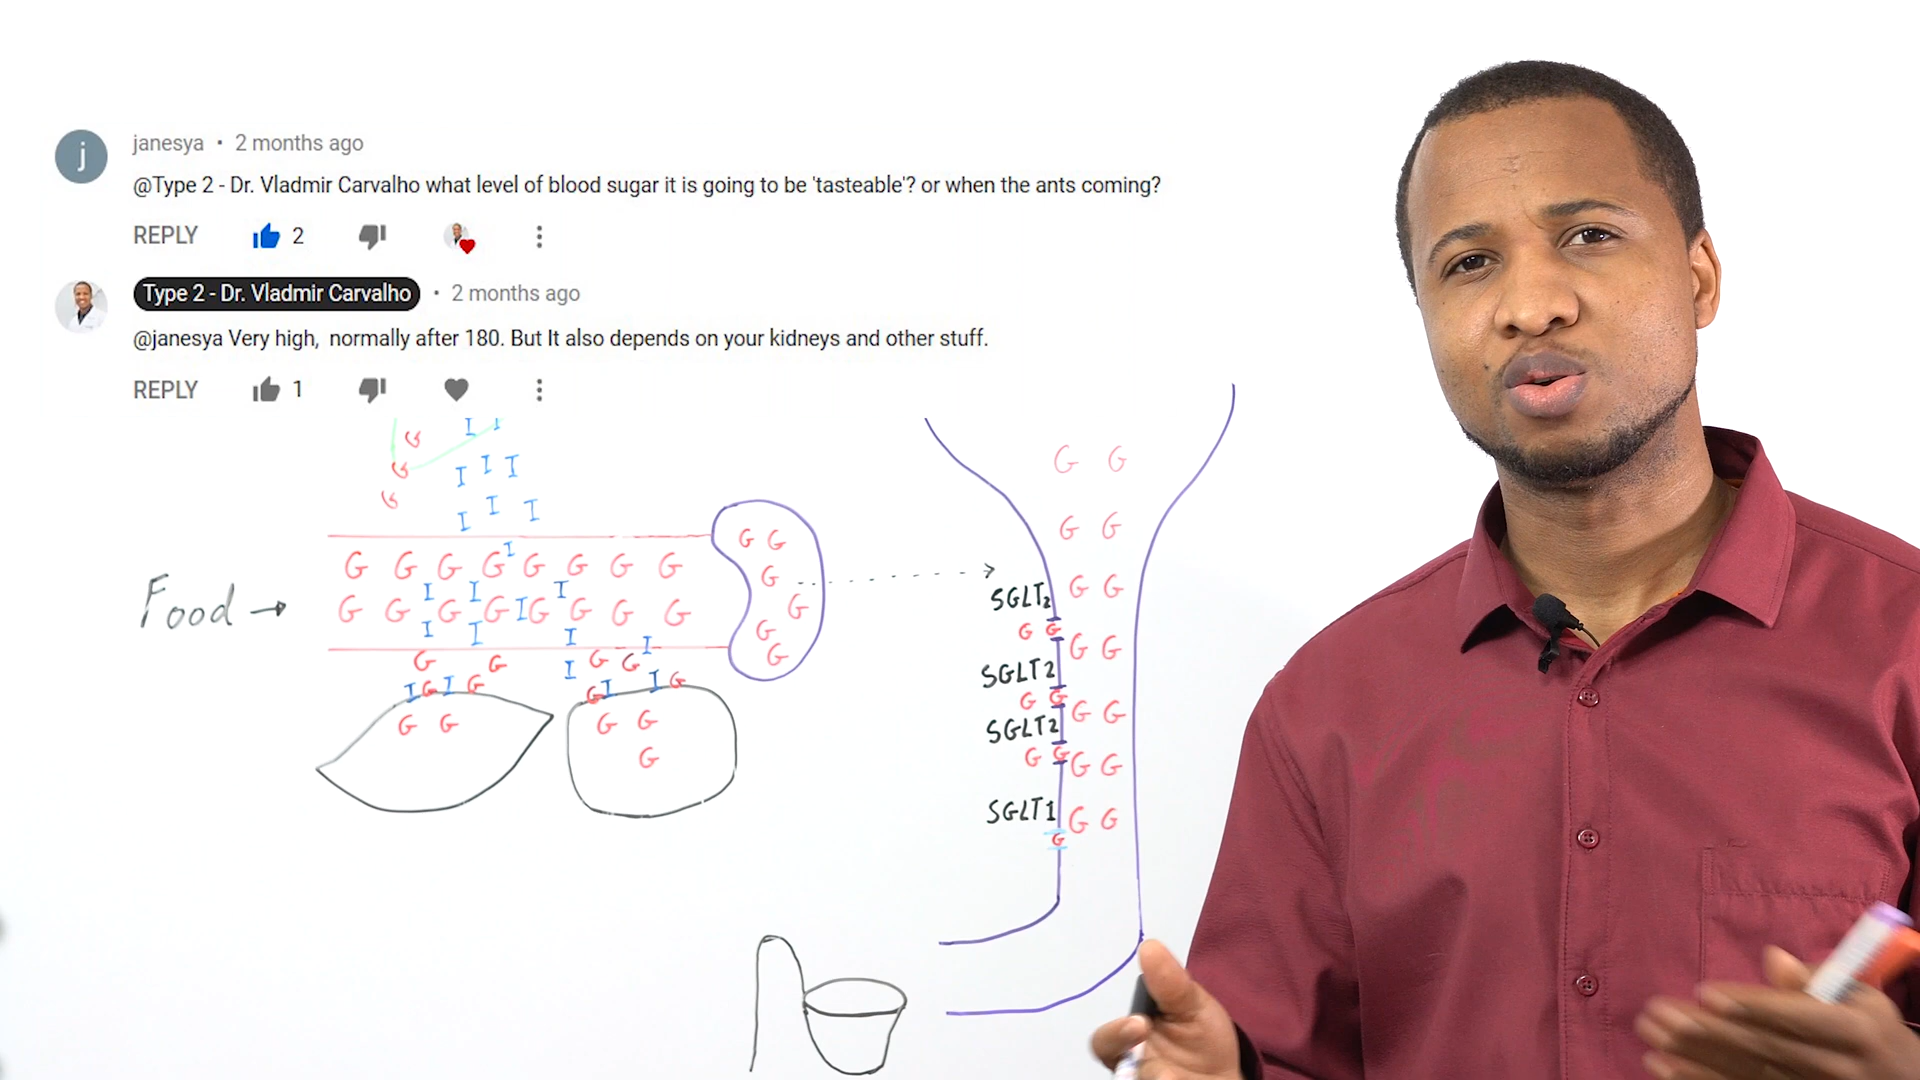 j
janesya • 2 months ago
@Type 2 - Dr. Vladmir Carvalho what level of blood sugar it is going to be 'tasteable'? or when the ants coming?
REPLY 2
Type 2 - Dr. Vladmir Carvalho • 2 months ago
@janesya Very high, normally after 180. But It also depends on your kidneys and other stuff.
REPLY 1
I I
G
G
G
I I I
I I I
I
G G G G G G G G
I I I
G G G G I G G G G
I I I I
G G G G I
I G I G I G I G
G G
G G
G
Food →
G G
G
G
G
G
G G
G G
SGLT2 G G
G G G G
SGLT2
G G G G
SGLT2
G G G G
SGLT1 G G
G